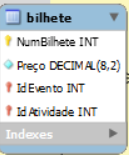 bilhete
NumBilhete INT
Preço DECIMAL(8,2)
IdEvento INT
IdAtividade INT
Indexes